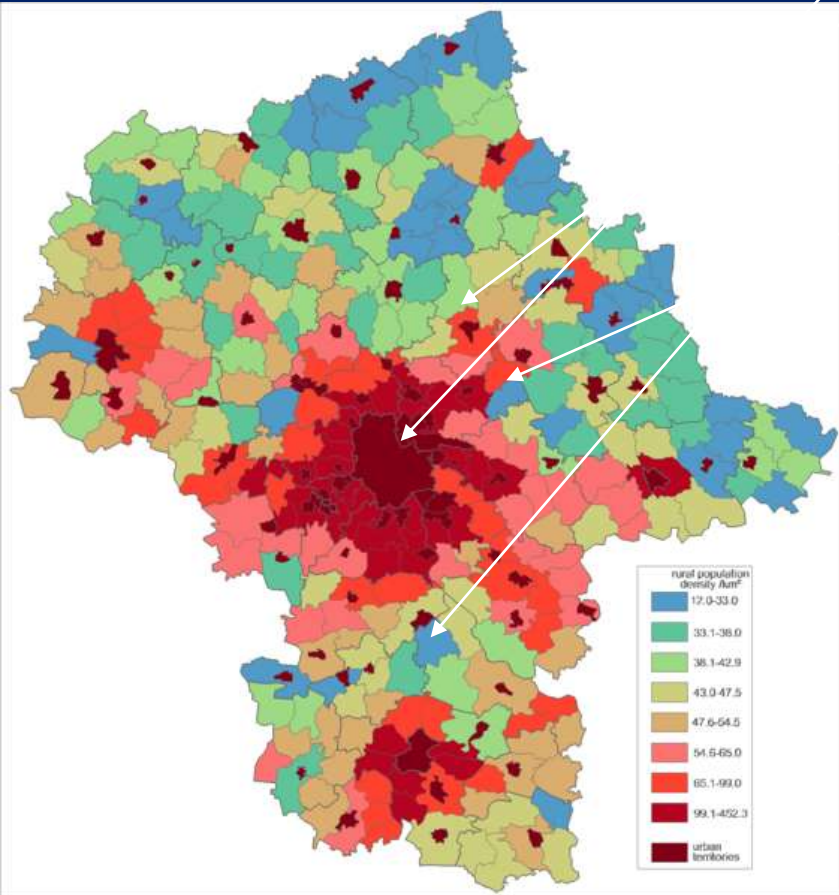 rural population
density /km²
12.0-33.0
33.1-38.0
38.1-42.9
43.0-47.5
47.6-54.5
54.6-65.0
65.1-99.0
99.1-452.3
urban
territories